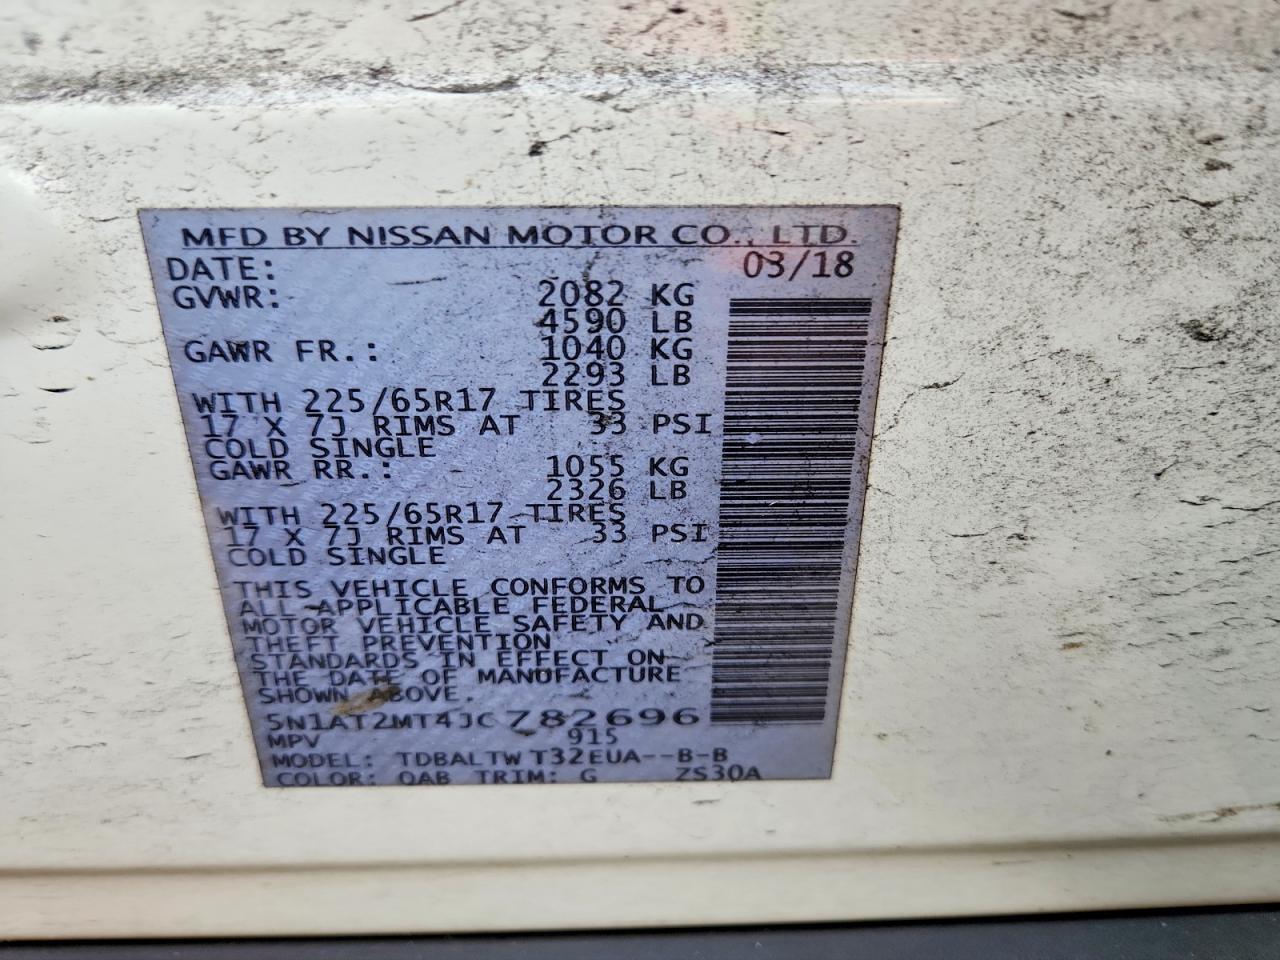 MFD BY NISSAN MOTOR CO., LTD.
DATE: 03/18
GVWR: 2082 KG
4590 LB
GAWR FR.: 1040 KG
2293 LB
WITH 225/65R17 TIRES
17 X 7J RIMS AT 33 PSI
COLD SINGLE
GAWR RR.: 1055 KG
2326 LB
WITH 225/65R17 TIRES
17 X 7J RIMS AT 33 PSI
COLD SINGLE
THIS VEHICLE CONFORMS TO
ALL APPLICABLE FEDERAL
MOTOR VEHICLE SAFETY AND
THEFT PREVENTION
STANDARDS IN EFFECT ON
THE DATE OF MANUFACTURE
SHOWN ABOVE.
5N1AT2MT4JC782696
MPV 915
MODEL: TDBALTW T32EUA--B-B
COLOR: QAB TRIM: G ZS30A